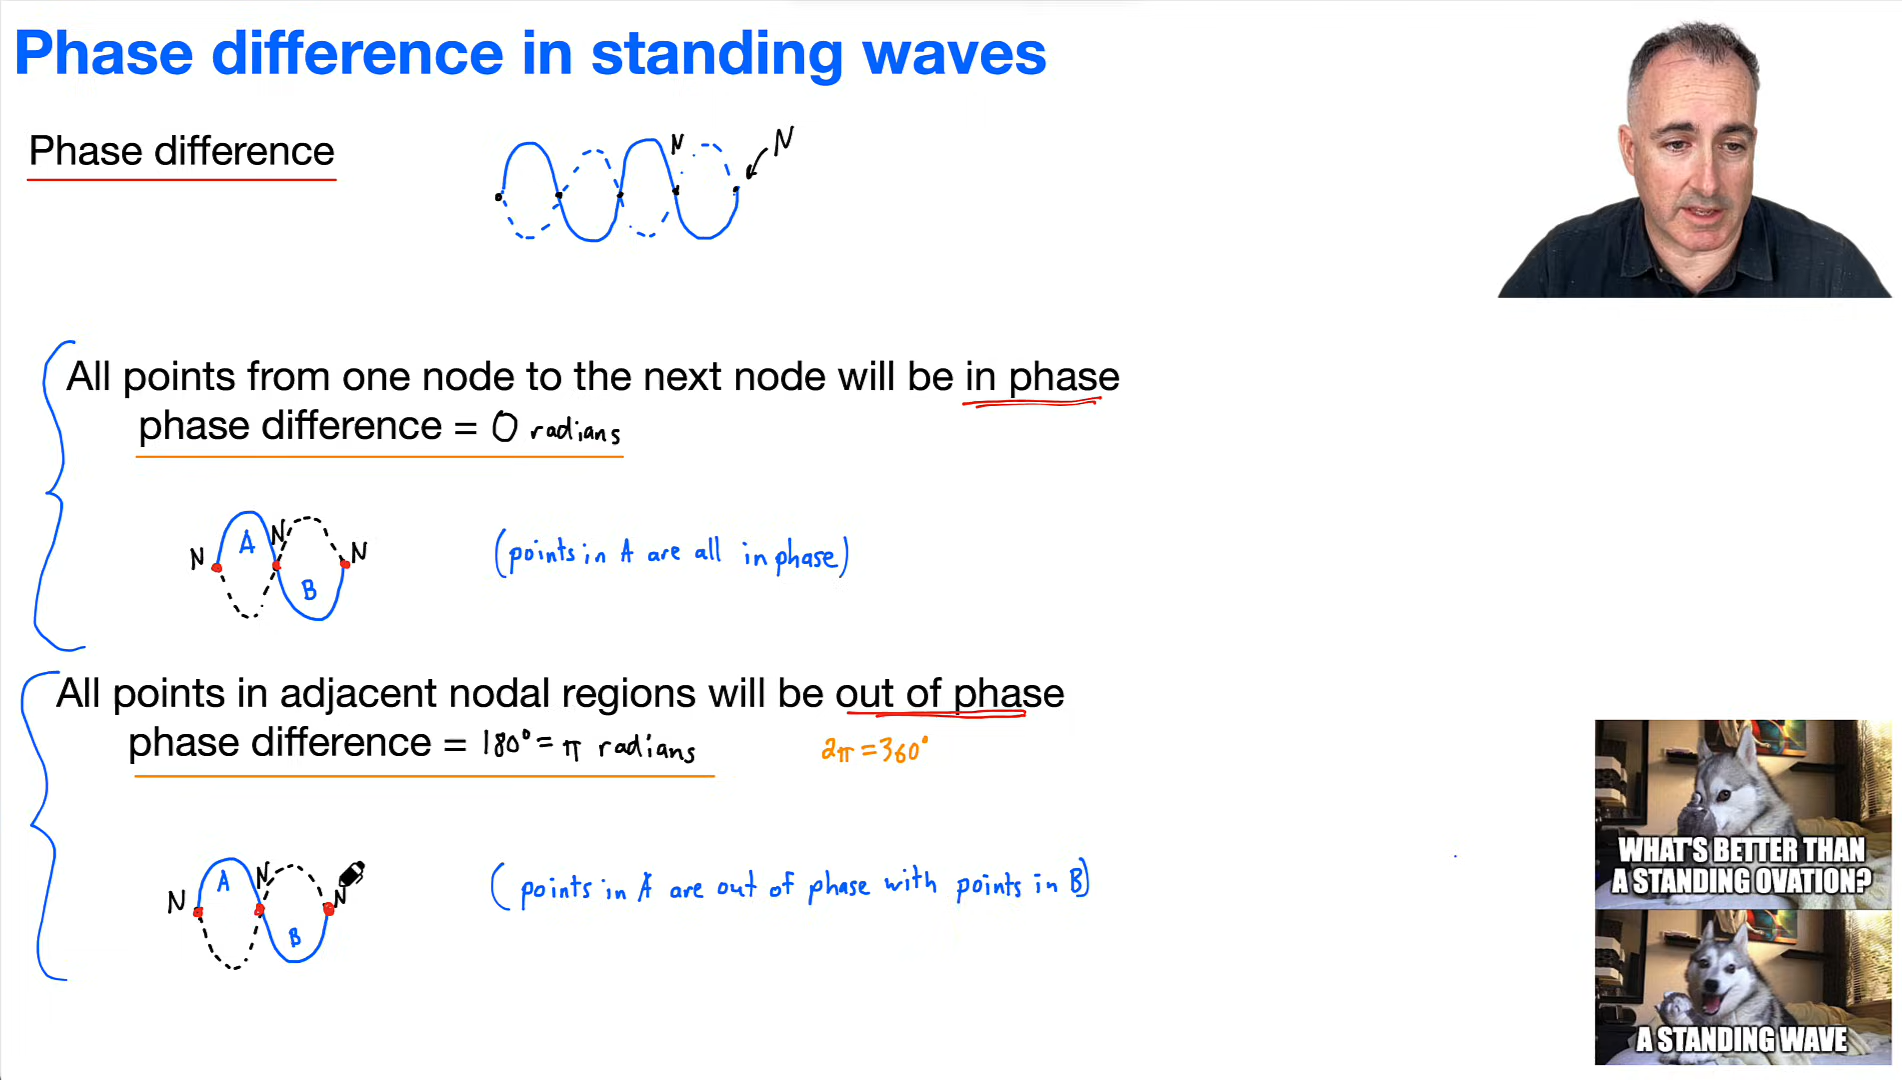 Phase difference in standing waves
Phase difference
N
N
All points from one node to the next node will be in phase
phase difference = 0 radians
N A N N
B
(points in A are all in phase)
All points in adjacent nodal regions will be out of phase
phase difference = 180° = π radians
2π = 360°
N A N N
B
(points in A are out of phase with points in B)
WHAT'S BETTER THAN
A STANDING OVATION?
A STANDING WAVE